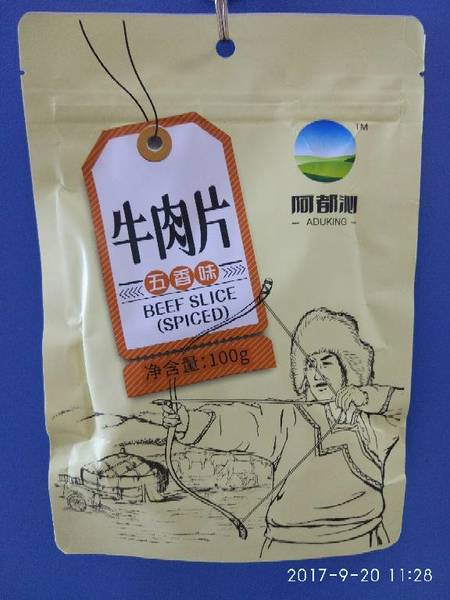 TM
阿都沁
ADUKING
牛肉片
五香味
BEEF SLICE
(SPICED)
净含量:100g
2017-9-20 11:28